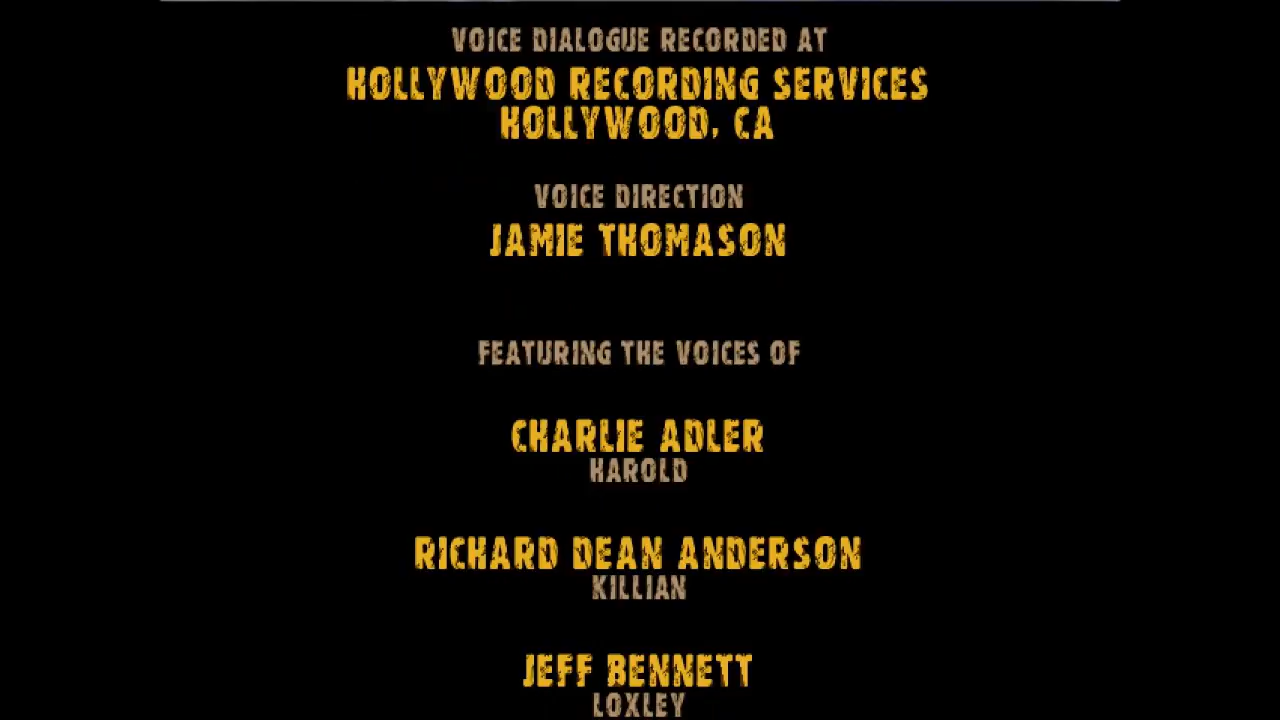 VOICE DIALOGUE RECORDED AT
HOLLYWOOD RECORDING SERVICES
HOLLYWOOD, CA
VOICE DIRECTION
JAMIE THOMASON
FEATURING THE VOICES OF
CHARLIE ADLER
HAROLD
RICHARD DEAN ANDERSON
KILLIAN
JEFF BENNETT
LOXLEY